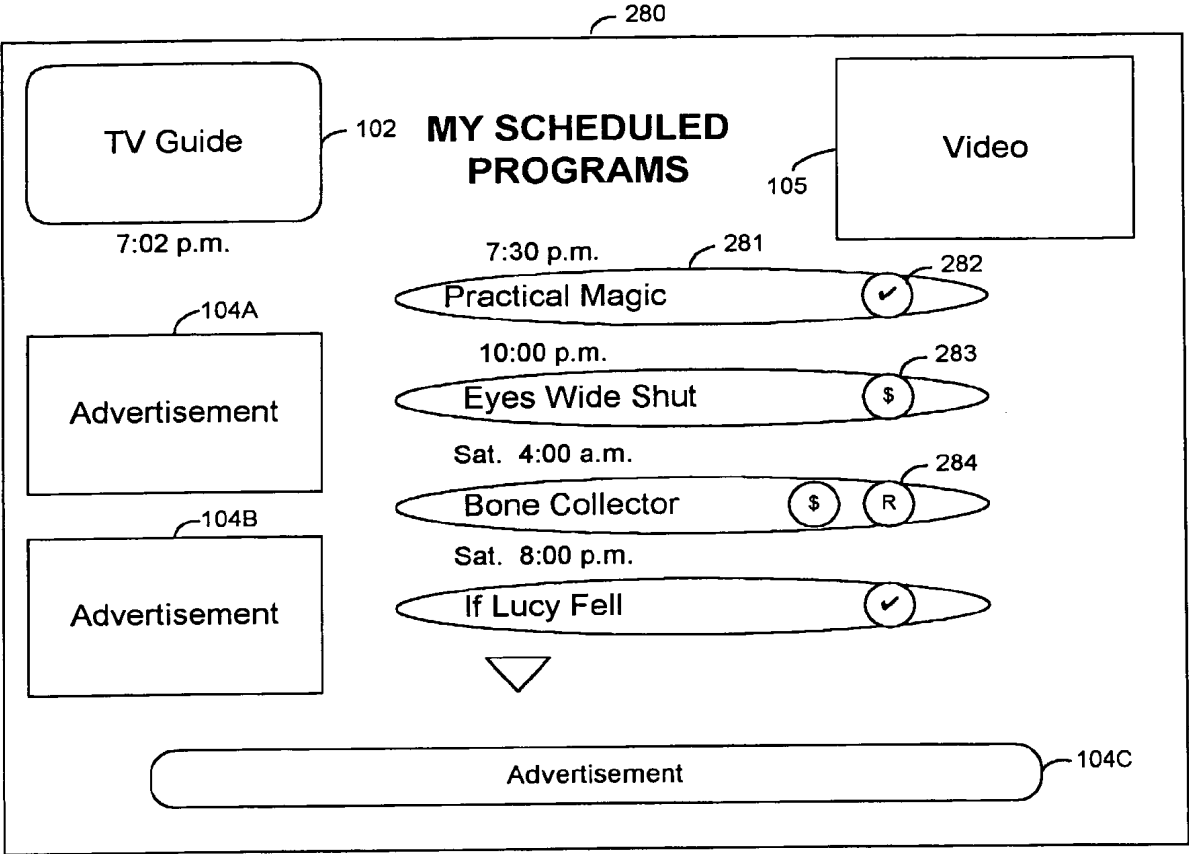 280
TV Guide
102
MY SCHEDULED
PROGRAMS
Video
105
7:02 p.m.
7:30 p.m.
281
Practical Magic
✔
282
104A
Advertisement
10:00 p.m.
Eyes Wide Shut
$
283
Sat. 4:00 a.m.
Bone Collector
$
R
284
104B
Advertisement
Sat. 8:00 p.m.
If Lucy Fell
✔
Advertisement
104C